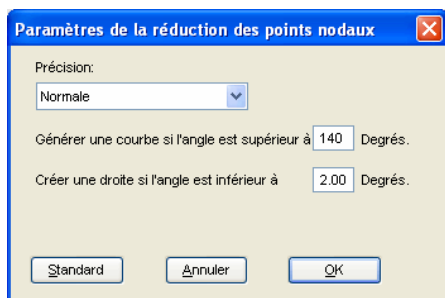 Paramètres de la réduction des points nodaux
Précision:
Normale
Générer une courbe si l'angle est supérieur à 140 Degrés.
Créer une droite si l'angle est inférieur à 2.00 Degrés.
Standard Annuler OK